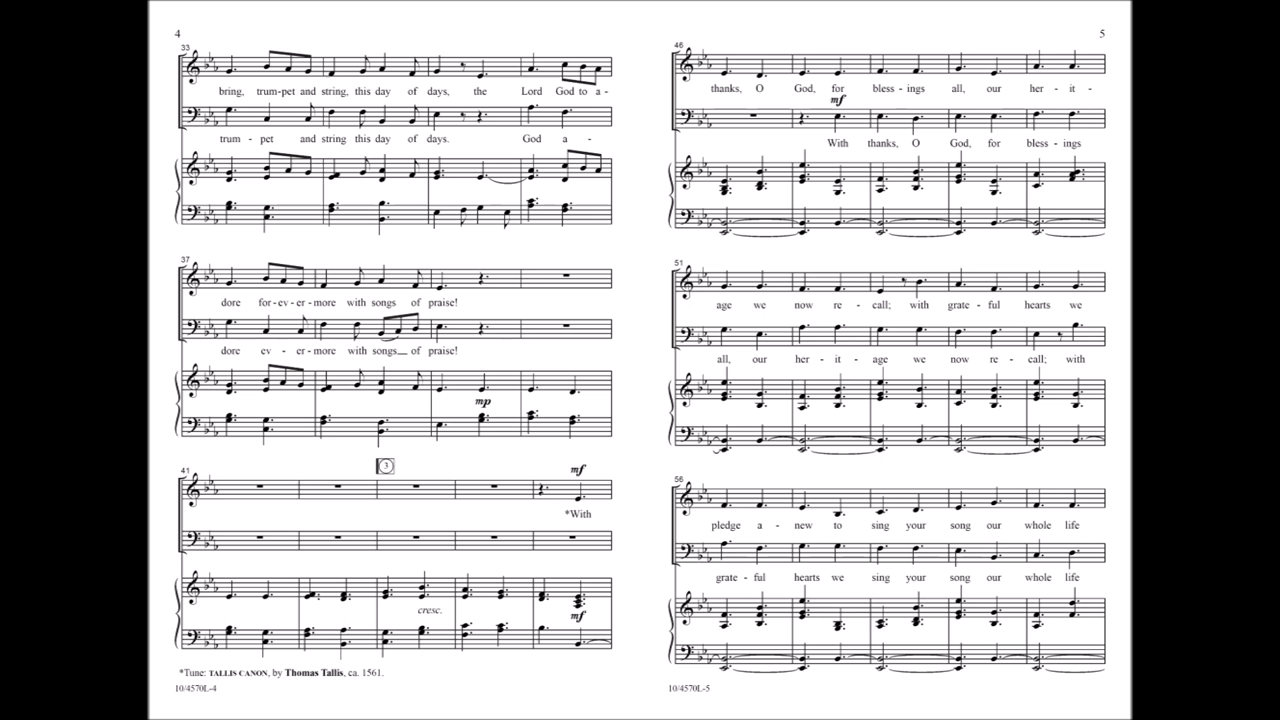 4
33
bring, trum-pet and string, this day of days, the Lord God to a -
trum - pet and string this day of days. God a -
37
dore for-ev-er-more with songs of praise!
dore ev - er-more with songs of praise!
mp
41
3
mf
*With
cresc.
mf
*Tune: TALLIS CANON, by Thomas Tallis, ca. 1561.
10/4570L-4
5
46
thanks, O God, for bless - ings all, our her - it -
mf
With thanks, O God, for bless - ings
51
age we now re - call; with grate - ful hearts we
all, our her - it - age we now re - call; with
56
pledge a - new to sing your song our whole life
grate - ful hearts we sing your song our whole life
10/4570L-5